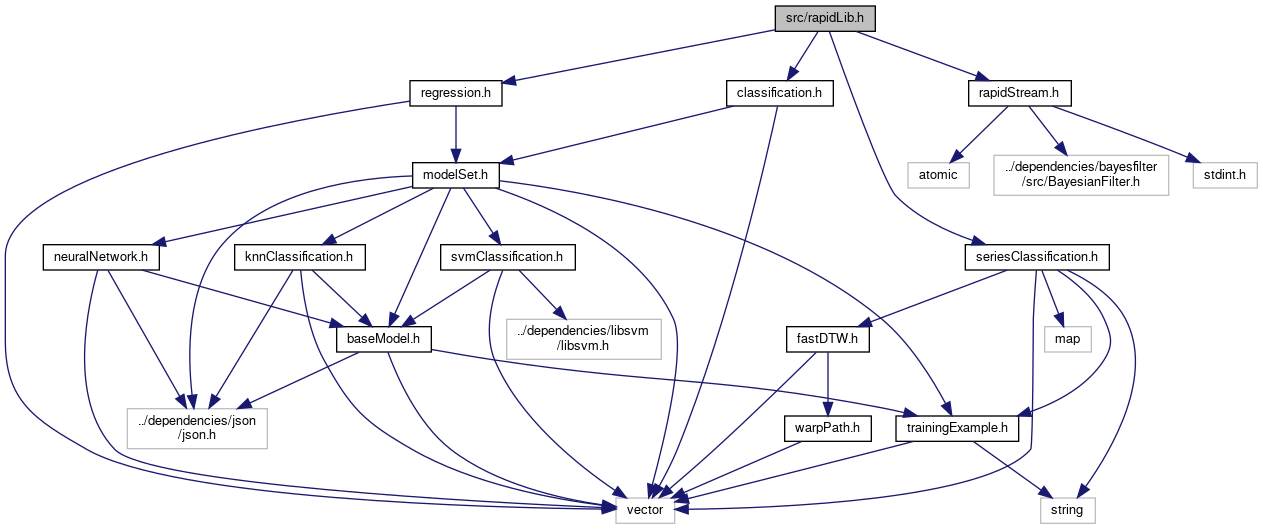 src/rapidLib.h
regression.h
classification.h
rapidStream.h
modelSet.h
atomic
../dependencies/bayesfilter
/src/BayesianFilter.h
stdint.h
neuralNetwork.h
knnClassification.h
svmClassification.h
seriesClassification.h
baseModel.h
../dependencies/libsvm
/libsvm.h
fastDTW.h
map
../dependencies/json
/json.h
warpPath.h
trainingExample.h
vector
string